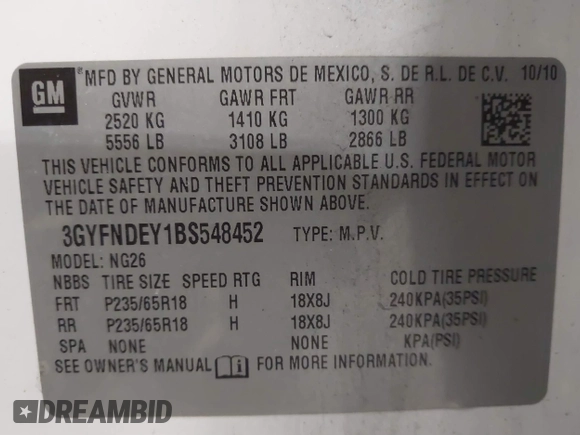 GM
MFD BY GENERAL MOTORS DE MEXICO, S. DE R.L. DE C.V. 10/10
GVWR GAWR FRT GAWR RR
2520 KG 1410 KG 1300 KG
5556 LB 3108 LB 2866 LB
THIS VEHICLE CONFORMS TO ALL APPLICABLE U.S. FEDERAL MOTOR
VEHICLE SAFETY AND THEFT PREVENTION STANDARDS IN EFFECT ON
THE DATE OF MANUFACTURE SHOWN ABOVE.
3GYFNDEY1BS548452 TYPE: M.P.V.
MODEL: NG26
NBBS TIRE SIZE SPEED RTG RIM COLD TIRE PRESSURE
FRT P235/65R18 H 18X8J 240KPA(35PSI)
RR P235/65R18 H 18X8J 240KPA(35PSI)
SPA NONE NONE KPA(PSI)
SEE OWNER'S MANUAL FOR MORE INFORMATION.
DREAMBID